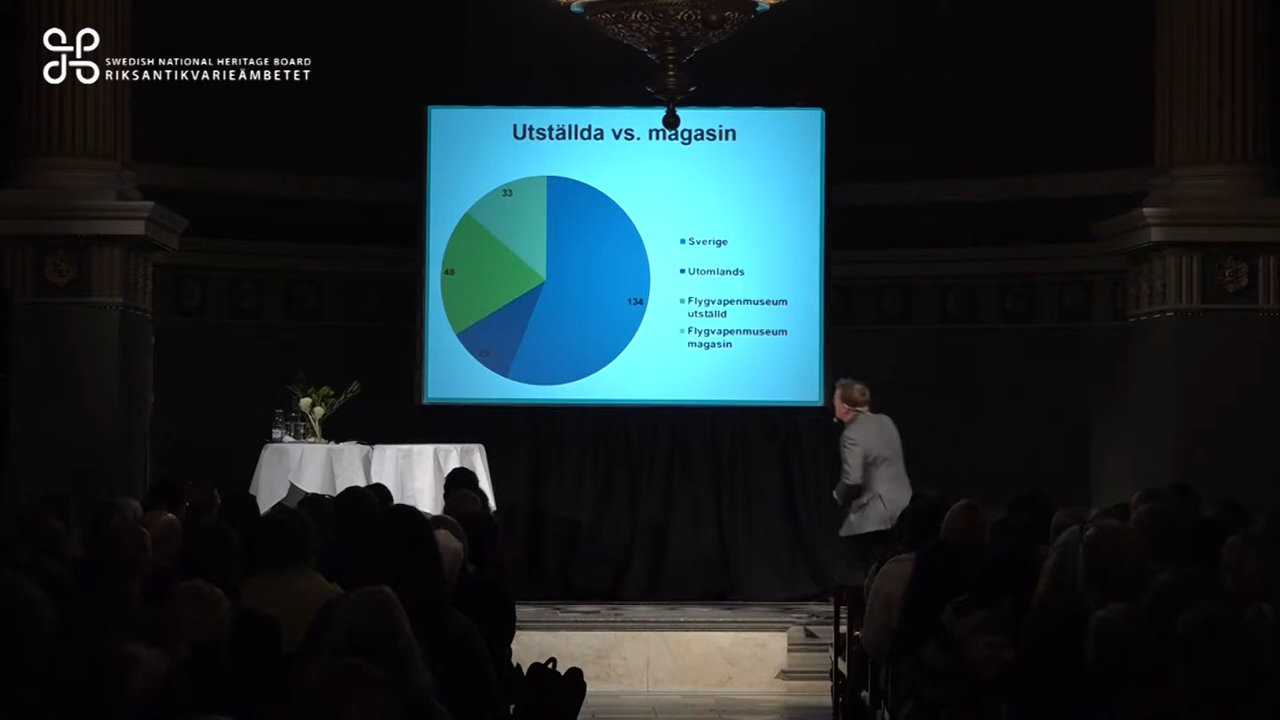 SWEDISH NATIONAL HERITAGE BOARD
RIKSANTIKVARIEÄMBETET
Utställda vs. magasin
33
48
134
Sverige
Utomlands
Flygvapenmuseum
utställd
Flygvapenmuseum
magasin